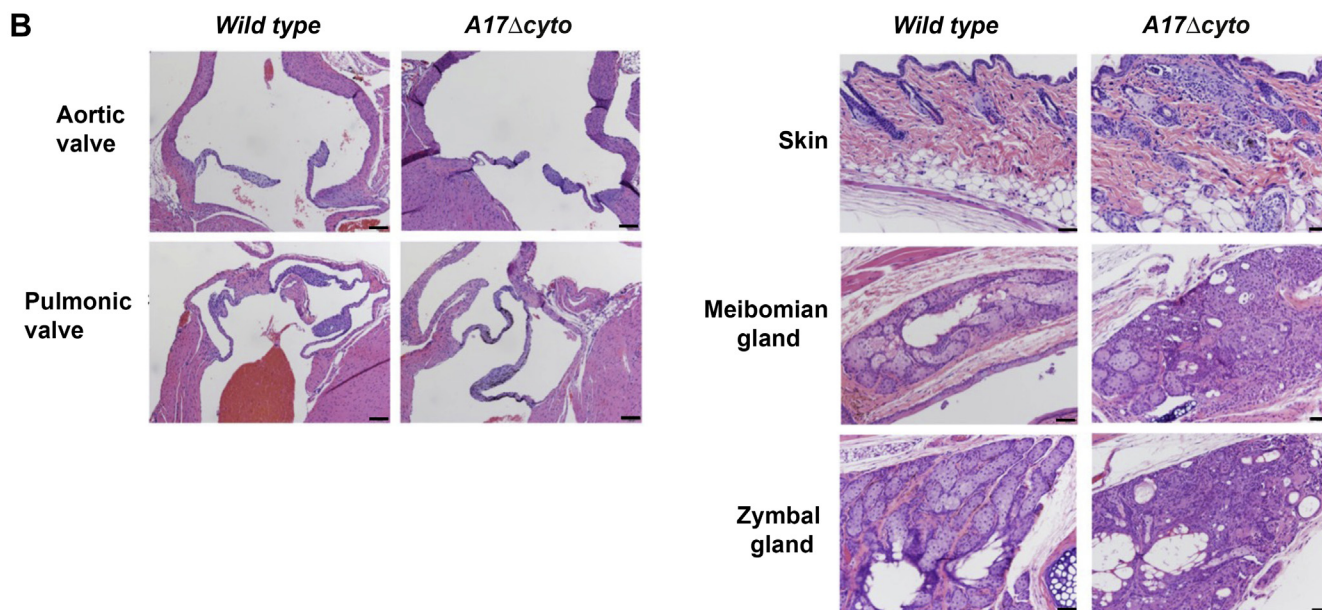 B
Wild type
A17Δcyto
Aortic
valve
Pulmonic
valve
Wild type
A17Δcyto
Skin
Meibomian
gland
Zymbal
gland